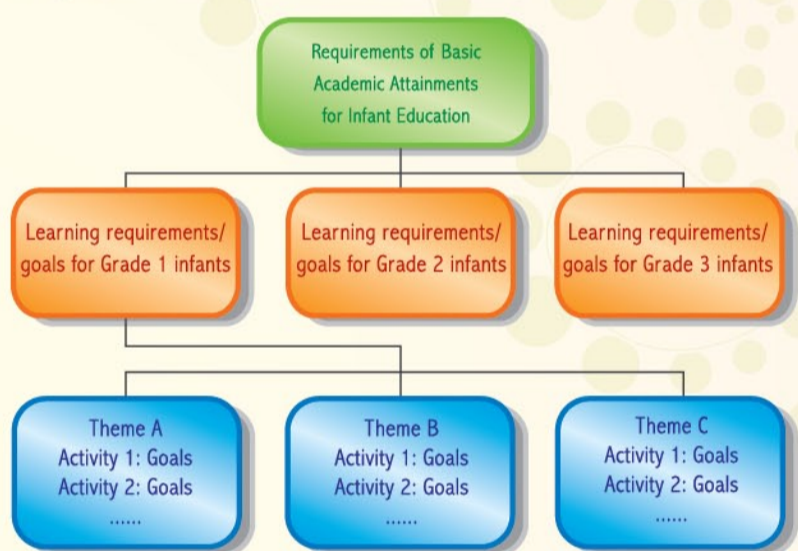 Requirements of Basic
Academic Attainments
for Infant Education
Learning requirements/
goals for Grade 1 infants
Learning requirements/
goals for Grade 2 infants
Learning requirements/
goals for Grade 3 infants
Theme A
Activity 1: Goals
Activity 2: Goals
......
Theme B
Activity 1: Goals
Activity 2: Goals
......
Theme C
Activity 1: Goals
Activity 2: Goals
......